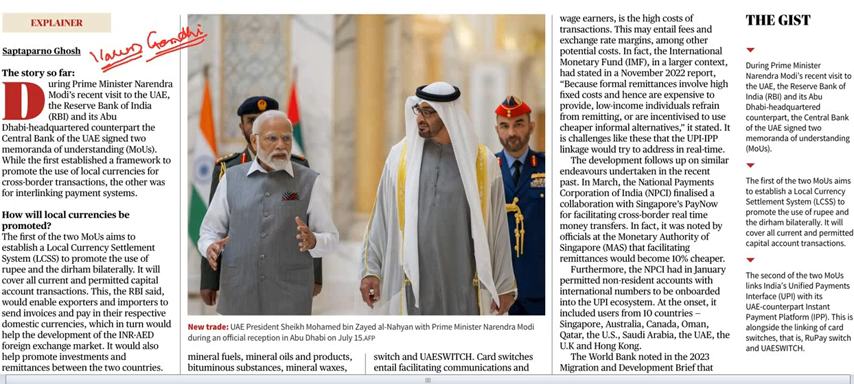 EXPLAINER
Saptaparno Ghosh
The story so far:
During Prime Minister Narendra
Modi's recent visit to the UAE,
the Reserve Bank of India
(RBI) and its Abu
Dhabi-headquartered counterpart the
Central Bank of the UAE signed two
memoranda of understanding (MoUs).
While the first established a framework to
promote the use of local currencies for
cross-border transactions, the other was
for interlinking payment systems.
How will local currencies be
promoted?
The first of the two MoUs aims to
establish a Local Currency Settlement
System (LCSS) to promote the use of
rupee and the dirham bilaterally. It will
cover all current and permitted capital
account transactions. This, the RBI said,
would enable exporters and importers to
send invoices and pay in their respective
domestic currencies, which in turn would
help the development of the INR-AED
foreign exchange market. It would also
help promote investments and
remittances between the two countries.
New trade: UAE President Sheikh Mohamed bin Zayed al-Nahyan with Prime Minister Narendra Modi
during an official reception in Abu Dhabi on July 15. AFP
mineral fuels, mineral oils and products,
bituminous substances, mineral waxes,
switch and UAESWITCH. Card switches
entail facilitating communications and
wage earners, is the high costs of
transactions. This may entail fees and
exchange rate margins, among other
potential costs. In fact, the International
Monetary Fund (IMF), in a larger context,
had stated in a November 2022 report,
“Because formal remittances involve high
fixed costs and hence are expensive to
provide, low-income individuals refrain
from remitting, or are incentivised to use
cheaper informal alternatives,” it stated. It
is challenges like these that the UPI-IPP
linkage would try to address in real-time.
The development follows up on similar
endeavours undertaken in the recent
past. In March, the National Payments
Corporation of India (NPCI) finalised a
collaboration with Singapore's PayNow
for facilitating cross-border real time
money transfers. In fact, it was noted by
officials at the Monetary Authority of
Singapore (MAS) that facilitating
remittances would become 10% cheaper.
Furthermore, the NPCI had in January
permitted non-resident accounts with
international numbers to be onboarded
into the UPI ecosystem. At the onset, it
included users from 10 countries –
Singapore, Australia, Canada, Oman,
Qatar, the U.S., Saudi Arabia, the UAE, the
U.K and Hong Kong.
The World Bank noted in the 2023
Migration and Development Brief that
THE GIST
During Prime Minister
Narendra Modi's recent visit to
the UAE, the Reserve Bank of
India (RBI) and its Abu
Dhabi-headquartered
counterpart, the Central Bank
of the UAE signed two
memoranda of understanding
(MoUs).
The first of the two MoUs aims
to establish a Local Currency
Settlement System (LCSS) to
promote the use of rupee and
the dirham bilaterally. It will
cover all current and permitted
capital account transactions.
The second of the two MoUs
links India's Unified Payments
Interface (UPI) with its
UAE-counterpart Instant
Payment Platform (IPP). This is
alongside the linking of card
switches, that is, RuPay switch
and UAESWITCH.
Gandhi